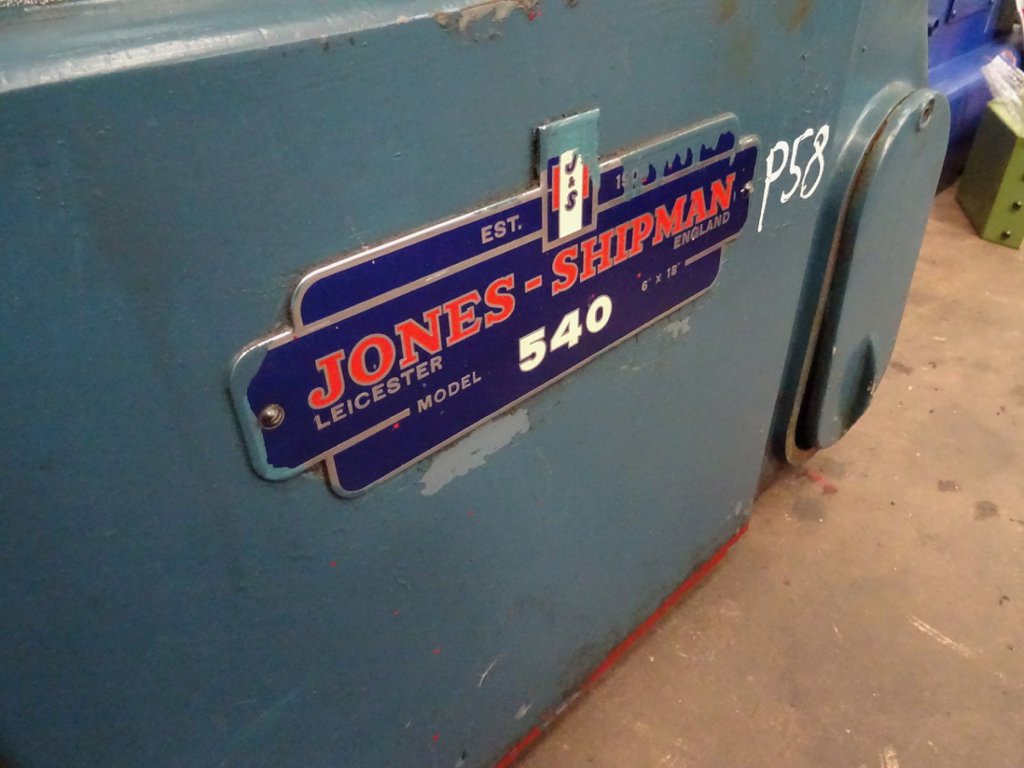 EST.
J & S
JONES - SHIPMAN
LEICESTER ENGLAND
MODEL 540 6" x 18"
P58